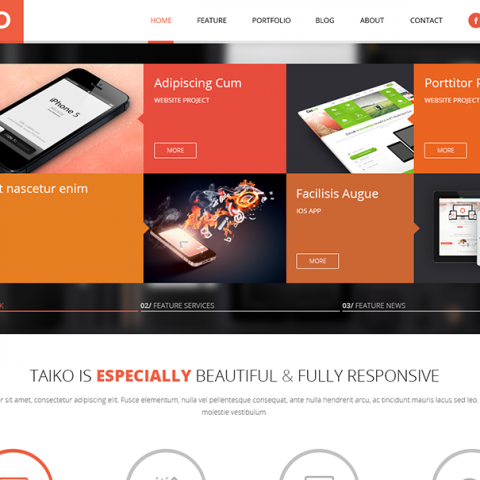 O
HOME FEATURE PORTFOLIO BLOG ABOUT CONTACT f
iPhone 5
Adipiscing Cum
WEBSITE PROJECT
MORE
Porttitor P
WEBSITE PROJECT
MORE
t nascetur enim
Facilisis Augue
IOS APP
MORE
K
02/ FEATURE SERVICES
03/ FEATURE NEWS
TAIKO IS ESPECIALLY BEAUTIFUL & FULLY RESPONSIVE
or sit amet, consectetur adipiscing elit. Fusce elementum, nulla vel pellentesque consequat, ante nulla hendrerit arcu, ac tincidunt mauris lacus sed leo.
molestie vestibulum.